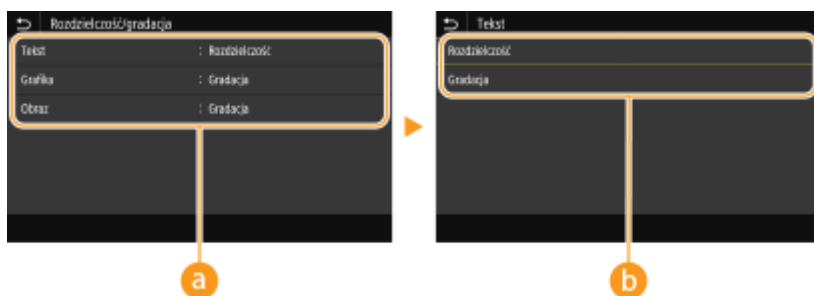 Rozdzielczość/gradacja
Tekst : Rozdzielczość
Grafika : Gradacja
Obraz : Gradacja
a
Tekst
Rozdzielczość
Gradacja
b